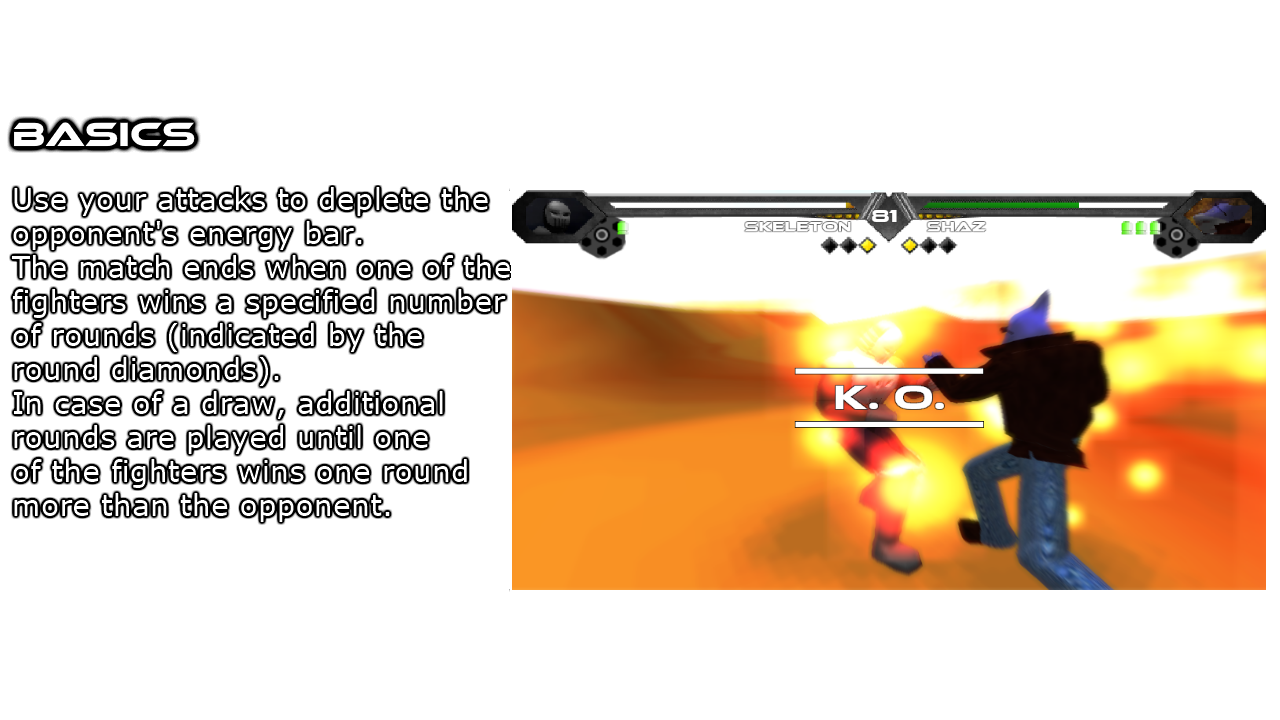 BASICS
Use your attacks to deplete the
opponent's energy bar.
The match ends when one of the
fighters wins a specified number
of rounds (indicated by the
round diamonds).
In case of a draw, additional
rounds are played until one
of the fighters wins one round
more than the opponent.
81
SKELETON
SHAZ
K. O.